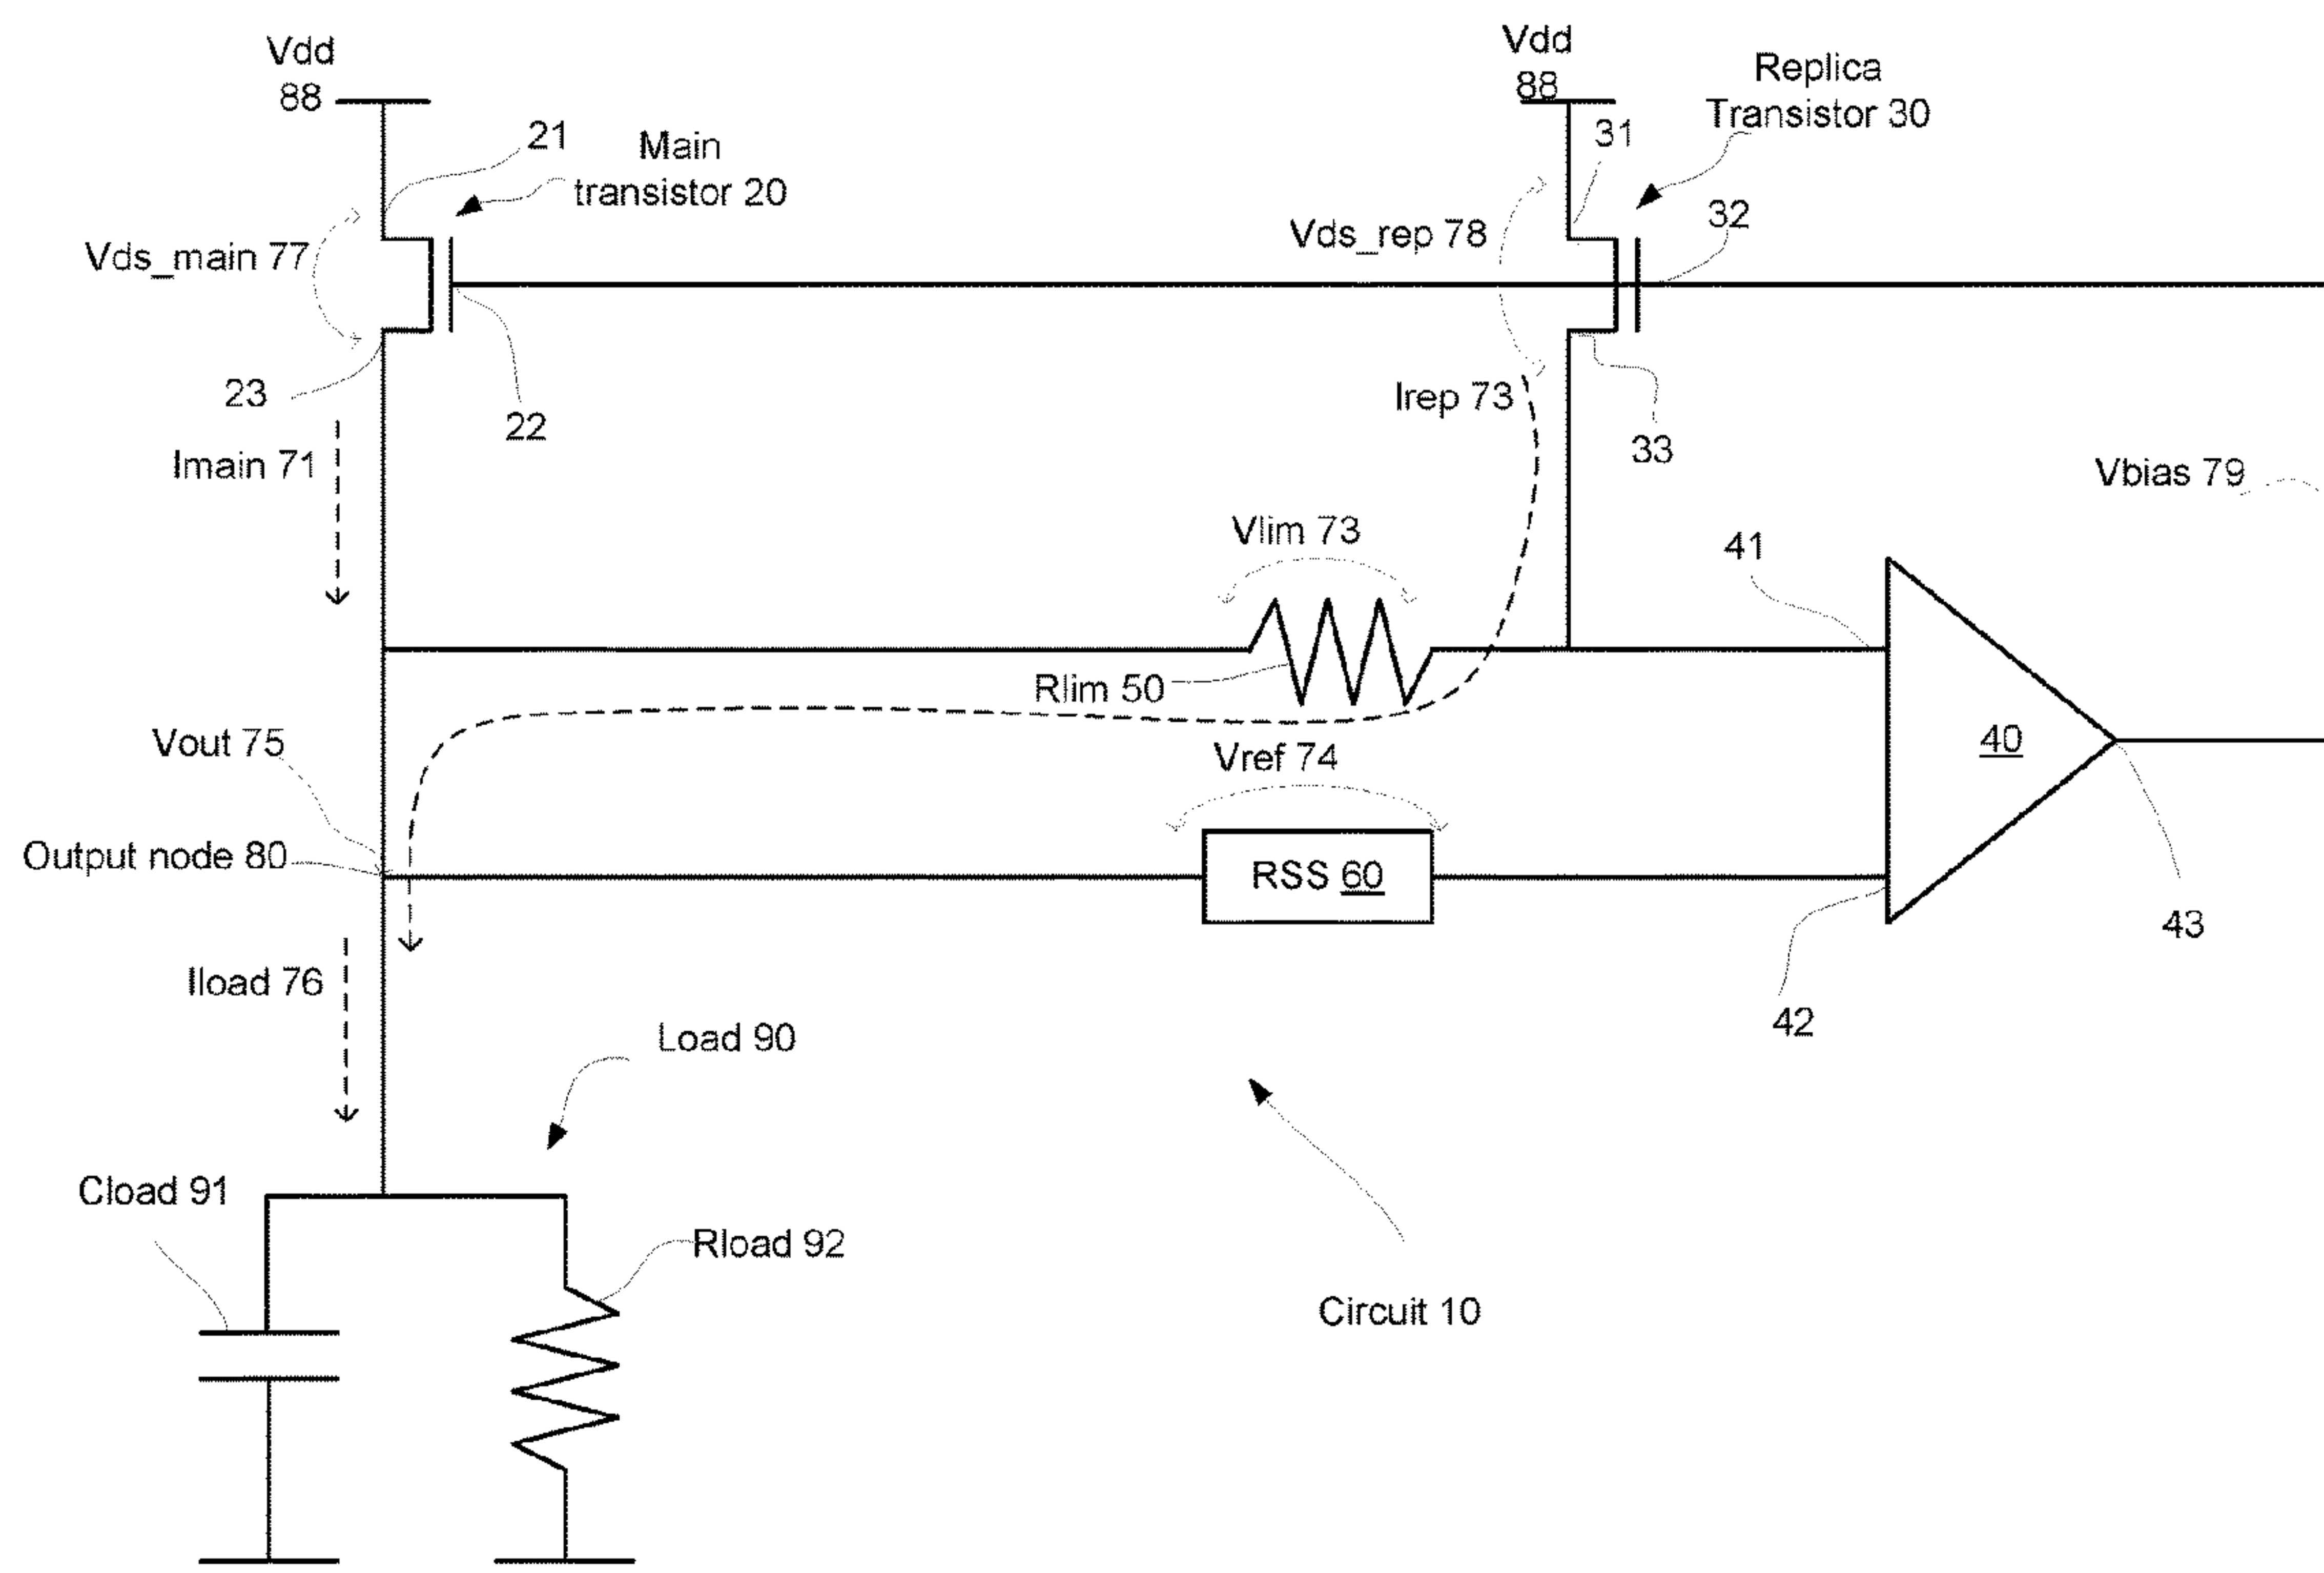 Vdd
88
Vdd
88
Replica
Transistor 30
21
Main
transistor 20
31
32
Vds_main 77
Vds_rep 78
23
22
Irep 73
33
Imain 71
Vbias 79
Vlim 73
41
Rlim 50
Vout 75
Vref 74
40
Output node 80
RSS 60
43
Iload 76
42
Load 90
Cload 91
Rload 92
Circuit 10